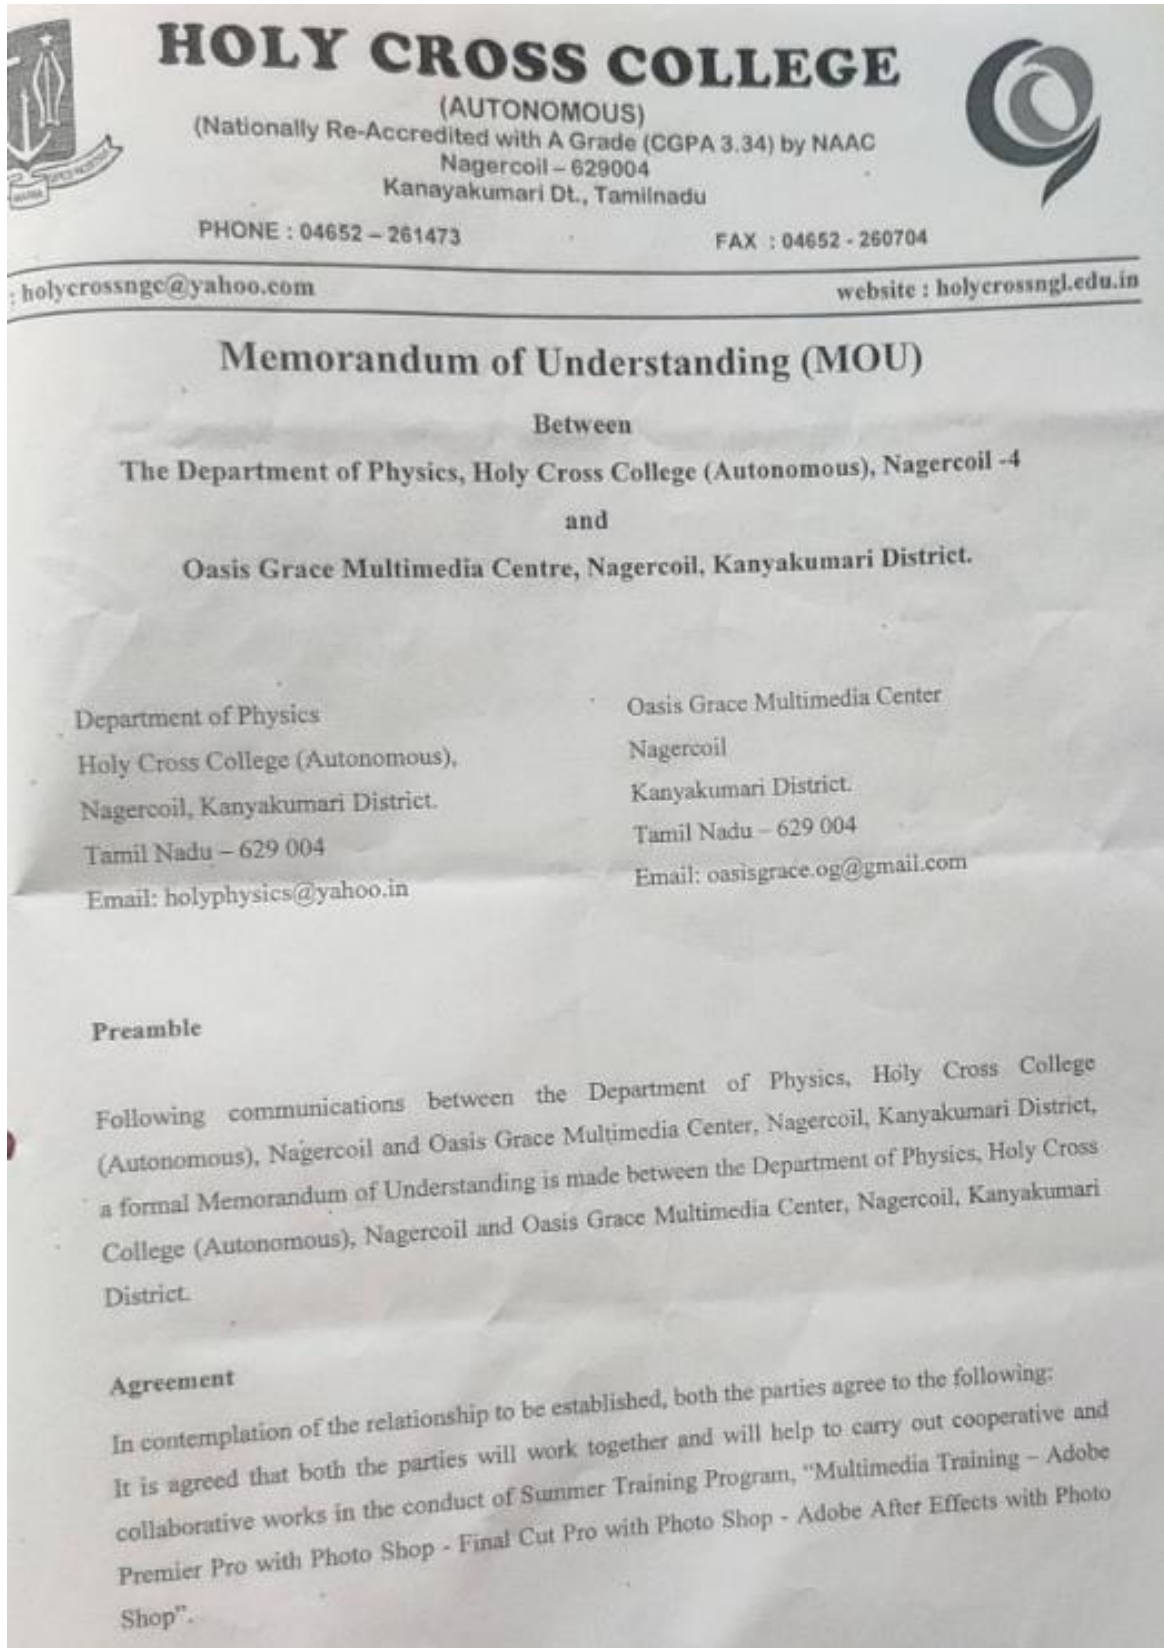 HOLY CROSS COLLEGE
(AUTONOMOUS)
(Nationally Re-Accredited with A Grade (CGPA 3.34) by NAAC
Nagercoil – 629004
Kanayakumari Dt., Tamilnadu
PHONE : 04652 – 261473 FAX : 04652 - 260704
: holycrossngc@yahoo.com website : holycrossngl.edu.in
Memorandum of Understanding (MOU)
Between
The Department of Physics, Holy Cross College (Autonomous), Nagercoil -4
and
Oasis Grace Multimedia Centre, Nagercoil, Kanyakumari District.
Department of Physics
Holy Cross College (Autonomous),
Nagercoil, Kanyakumari District.
Tamil Nadu – 629 004
Email: holyphysics@yahoo.in
Oasis Grace Multimedia Center
Nagercoil
Kanyakumari District.
Tamil Nadu – 629 004
Email: oasisgrace.og@gmail.com
Preamble
Following communications between the Department of Physics, Holy Cross College
(Autonomous), Nagercoil and Oasis Grace Multimedia Center, Nagercoil, Kanyakumari District,
a formal Memorandum of Understanding is made between the Department of Physics, Holy Cross
College (Autonomous), Nagercoil and Oasis Grace Multimedia Center, Nagercoil, Kanyakumari
District.
Agreement
In contemplation of the relationship to be established, both the parties agree to the following:
It is agreed that both the parties will work together and will help to carry out cooperative and
collaborative works in the conduct of Summer Training Program, “Multimedia Training – Adobe
Premier Pro with Photo Shop - Final Cut Pro with Photo Shop - Adobe After Effects with Photo
Shop”.